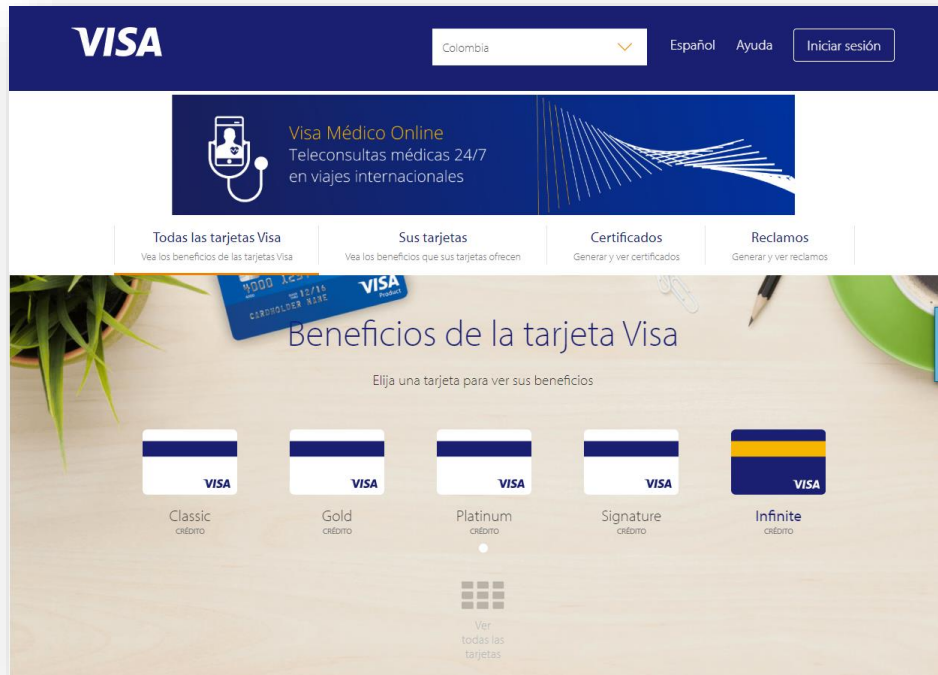 VISA
Colombia
Español
Ayuda
Iniciar sesión
Visa Médico Online
Teleconsultas médicas 24/7
en viajes internacionales
Todas las tarjetas Visa
Vea los beneficios de las tarjetas Visa
Sus tarjetas
Vea los beneficios que sus tarjetas ofrecen
Certificados
Generar y ver certificados
Reclamos
Generar y ver reclamos
12/15
CARDHOLDER NAME
VISA
Product
Beneficios de la tarjeta Visa
Elija una tarjeta para ver sus beneficios
VISA
VISA
VISA
VISA
VISA
Classic
CRÉDITO
Gold
CRÉDITO
Platinum
CRÉDITO
Signature
CRÉDITO
Infinite
CRÉDITO
Ver
todas las
tarjetas